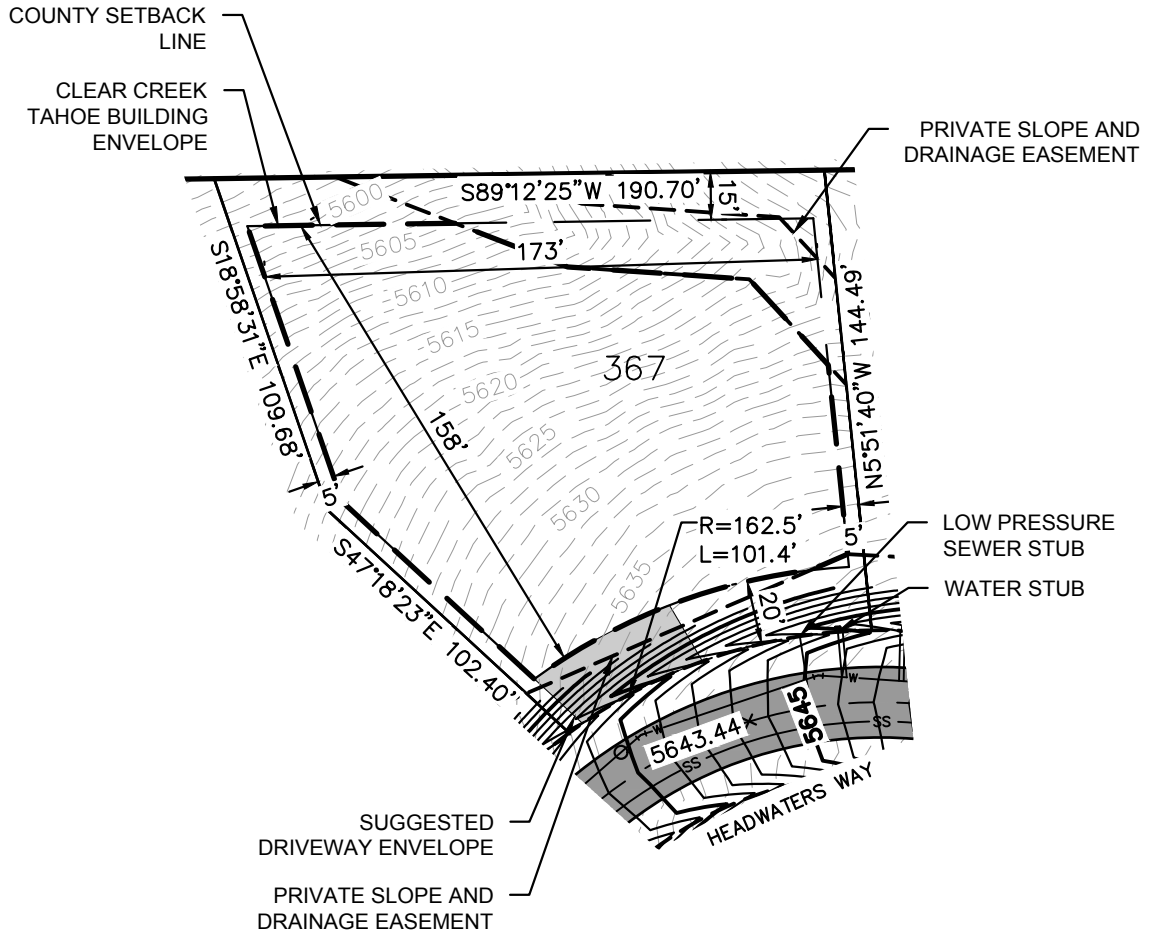 COUNTY SETBACK
LINE
CLEAR CREEK
TAHOE BUILDING
ENVELOPE
PRIVATE SLOPE AND
DRAINAGE EASEMENT
S89°12'25"W 190.70'
15'
5600
5605
173'
5610
5615
S18°58'31"E 109.68'
N5°51'40"W 144.49'
367
5620
158'
5625
5630
5'
S47°18'23"E 102.40'
R=162.5'
L=101.4'
5'
LOW PRESSURE
SEWER STUB
5635
20'
WATER STUB
W
5645
5643.44
W
SS
SS
HEADWATERS WAY
SUGGESTED
DRIVEWAY ENVELOPE
PRIVATE SLOPE AND
DRAINAGE EASEMENT